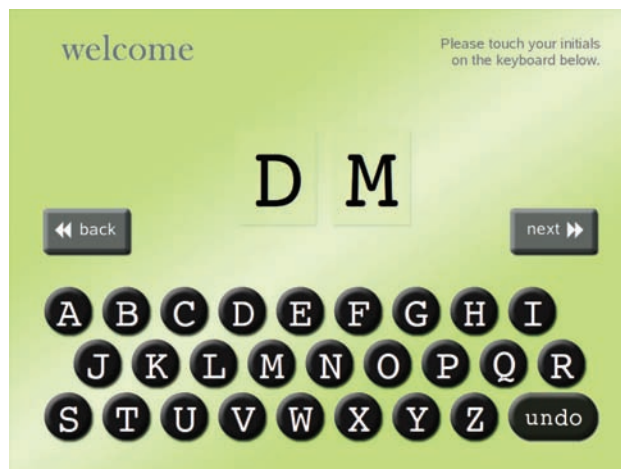 welcome
Please touch your initials
on the keyboard below.
D M
back
next
A B C D E F G H I
J K L M N O P Q R
S T U V W X Y Z undo